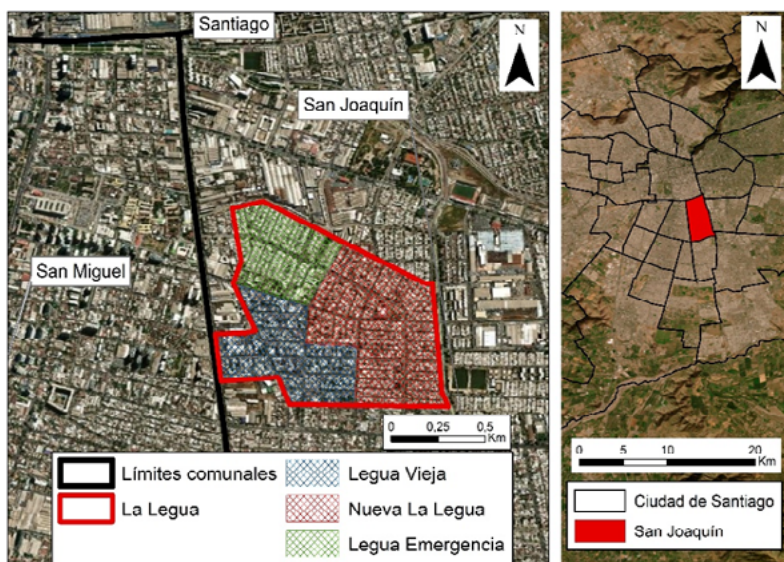 Santiago
N
San Joaquín
San Miguel
0 0,25 0,5
Km
Límites comunales
La Legua
Legua Vieja
Nueva La Legua
Legua Emergencia
N
0 5 10 20
Km
Ciudad de Santiago
San Joaquín